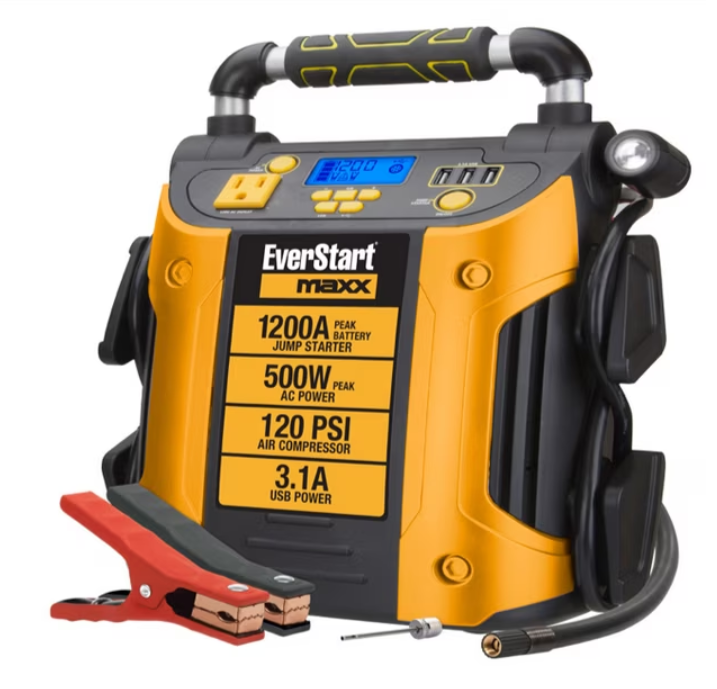 1200
EverStart
maxx
1200A PEAK BATTERY
JUMP STARTER
500W PEAK
AC POWER
120 PSI
AIR COMPRESSOR
3.1A
USB POWER